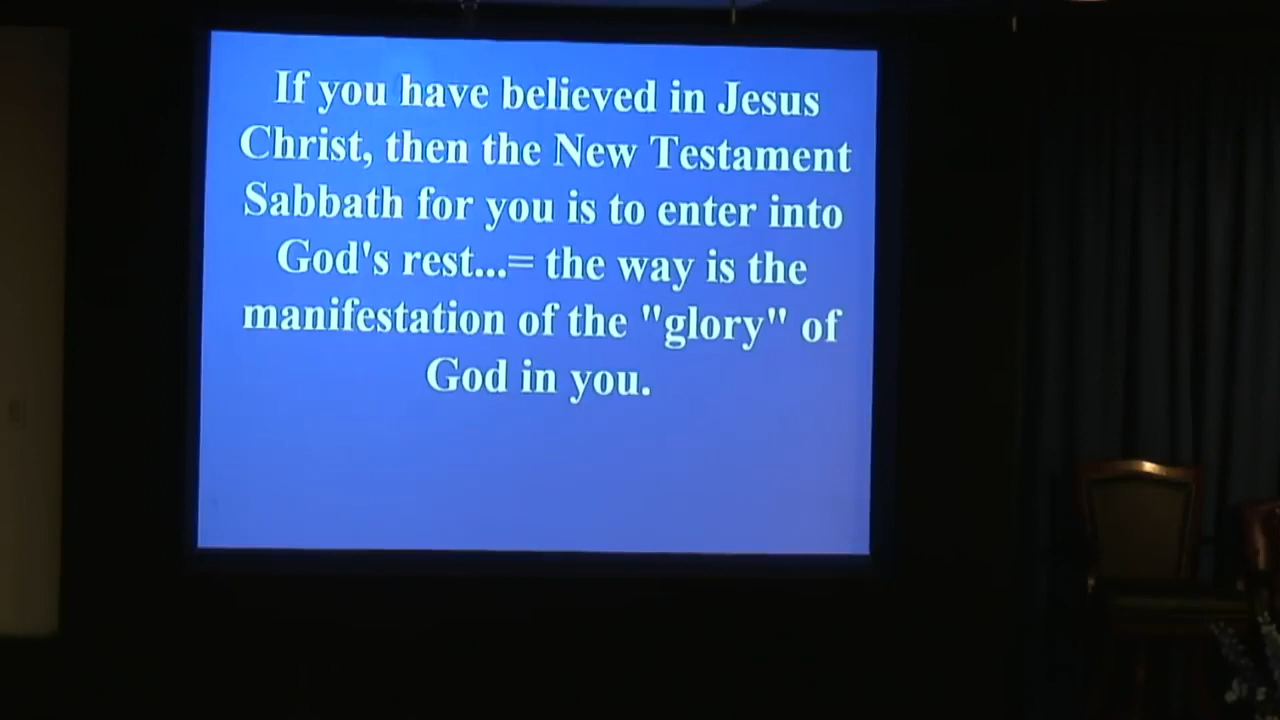 If you have believed in Jesus
Christ, then the New Testament
Sabbath for you is to enter into
God's rest...= the way is the
manifestation of the "glory" of
God in you.